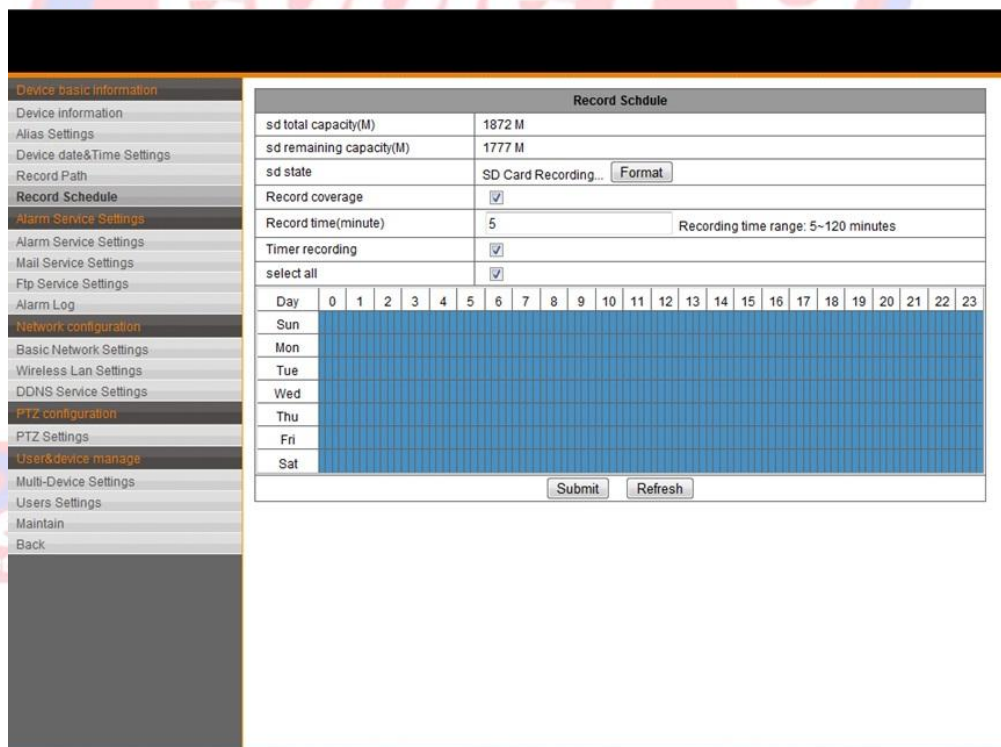 Device basic information
Device information
Alias Settings
Device date&Time Settings
Record Path
Record Schedule
Alarm Service Settings
Alarm Service Settings
Mail Service Settings
Ftp Service Settings
Alarm Log
Network configuration
Basic Network Settings
Wireless Lan Settings
DDNS Service Settings
PTZ configuration
PTZ Settings
User&device manage
Multi-Device Settings
Users Settings
Maintain
Back
Record Schdule
sd total capacity(M) 1872 M
sd remaining capacity(M) 1777 M
sd state SD Card Recording... Format
Record coverage
Record time(minute) 5 Recording time range: 5~120 minutes
Timer recording
select all
Day 0 1 2 3 4 5 6 7 8 9 10 11 12 13 14 15 16 17 18 19 20 21 22 23
Sun
Mon
Tue
Wed
Thu
Fri
Sat
Submit Refresh